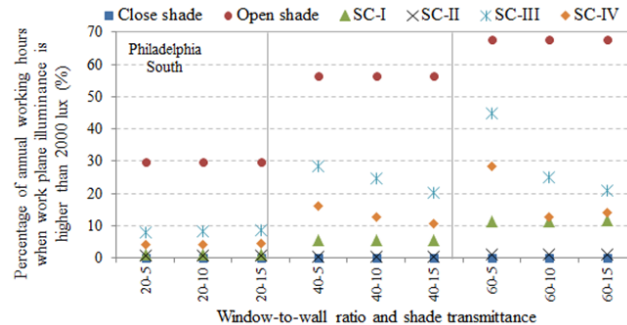 Close shade Open shade SC-I SC-II SC-III SC-IV
Percentage of annual working hours
when work plane illuminance is
higher than 2000 lux (%)
70
60
50
40
30
20
10
0
Philadelphia
South
20-5 20-10 20-15 40-5 40-10 40-15 60-5 60-10 60-15
Window-to-wall ratio and shade transmittance